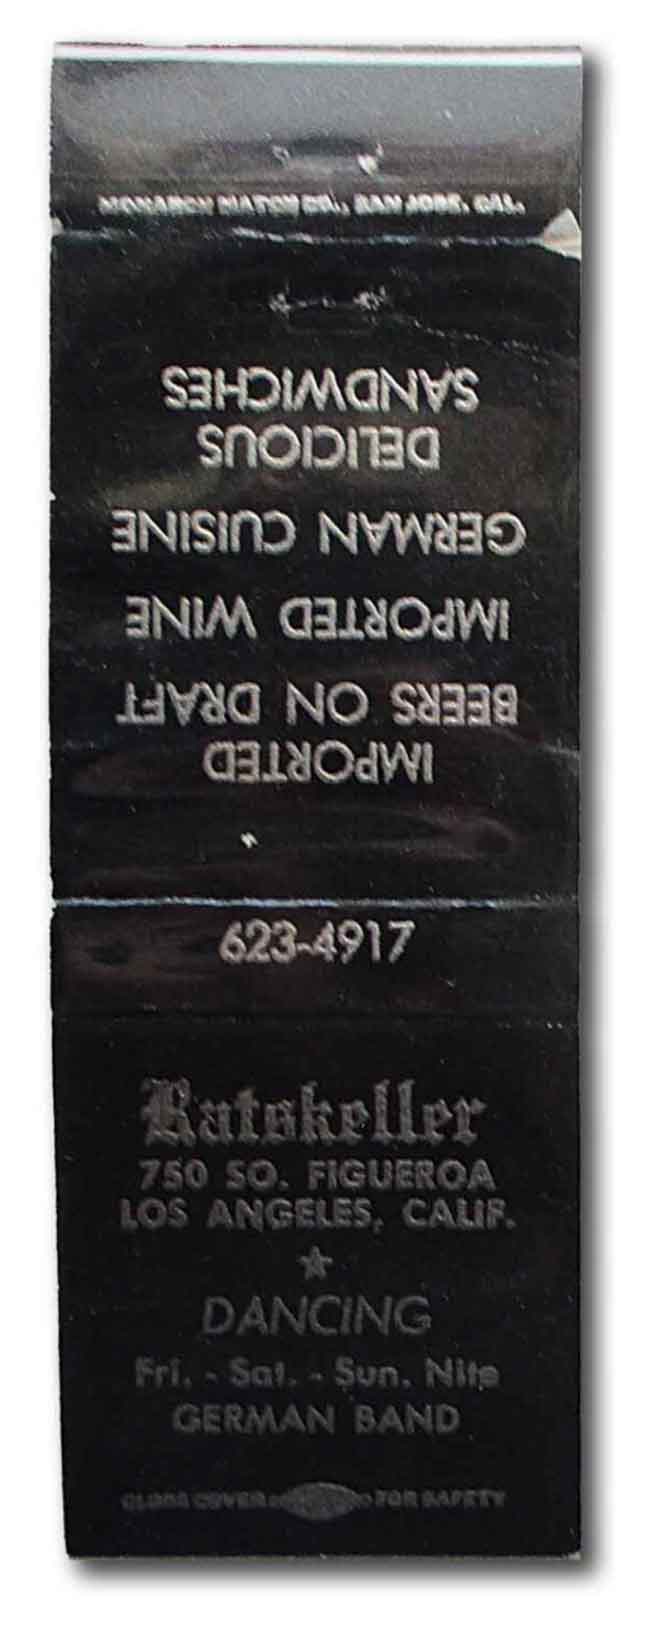 MONARCH MATCH CO., SAN JOSE, CAL.
IMPORTED
BEERS ON DRAFT
IMPORTED WINE
GERMAN CUISINE
DELICIOUS
SANDWICHES
623-4917
Ratskeller
750 SO. FIGUEROA
LOS ANGELES, CALIF.
DANCING
Fri. - Sat. - Sun. Nite
GERMAN BAND
CLOSE COVER FOR SAFETY